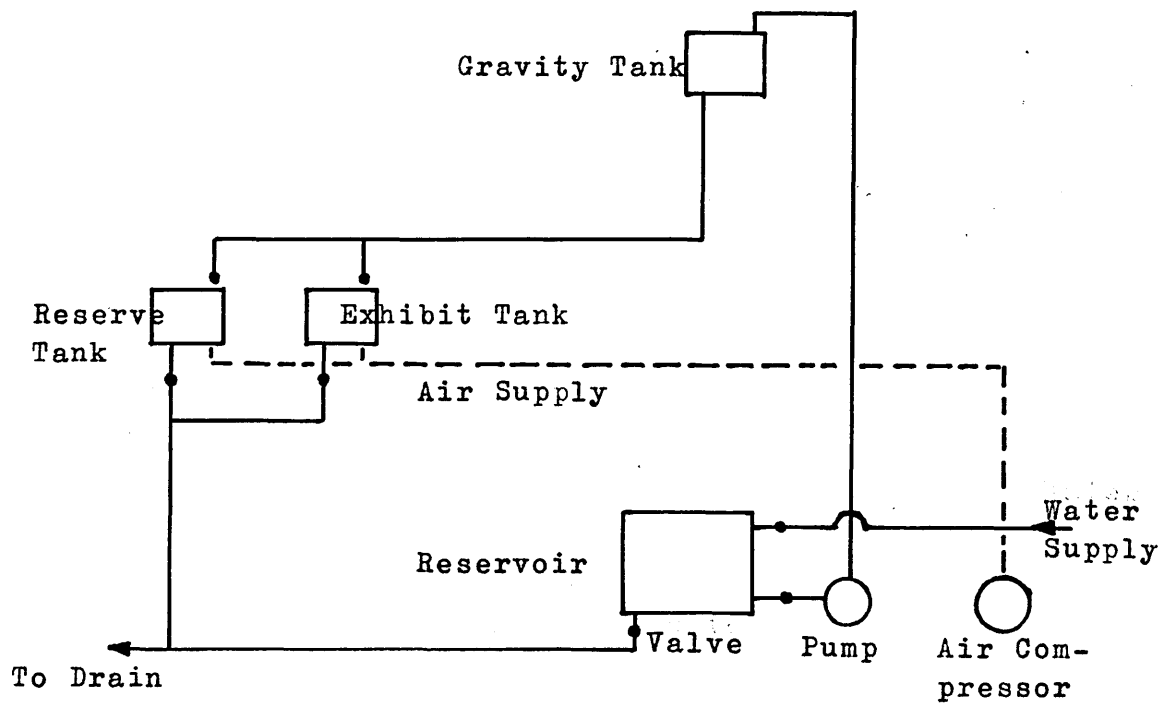 Gravity Tank
Reserve
Tank
Exhibit Tank
Air Supply
Water
Supply
Reservoir
Valve
Pump
Air Com-
pressor
To Drain